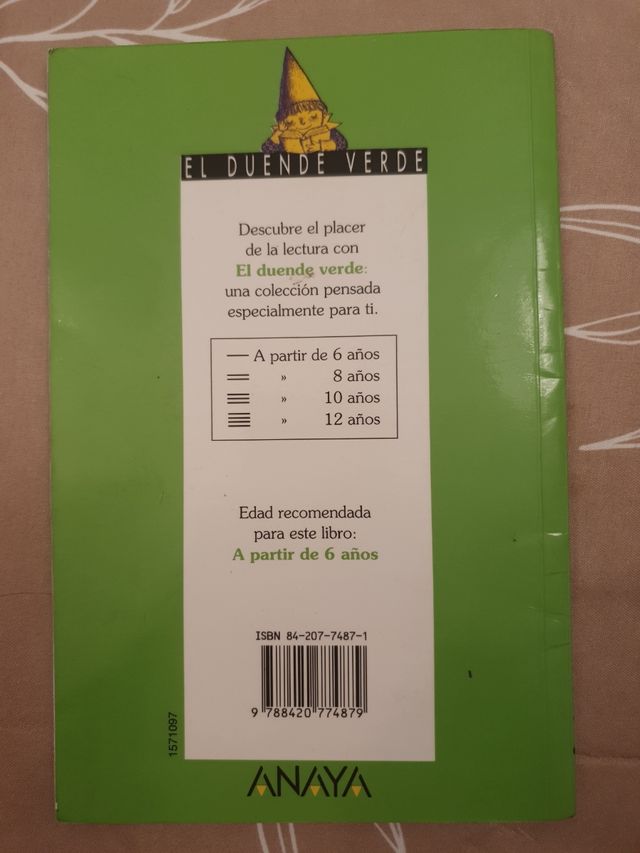 EL DUENDE VERDE
Descubre el placer
de la lectura con
El duende verde:
una colección pensada
especialmente para ti.
A partir de 6 años
» 8 años
» 10 años
» 12 años
Edad recomendada
para este libro:
A partir de 6 años
ISBN 84-207-7487-1
9 788420 774879
1571097
ANAYA